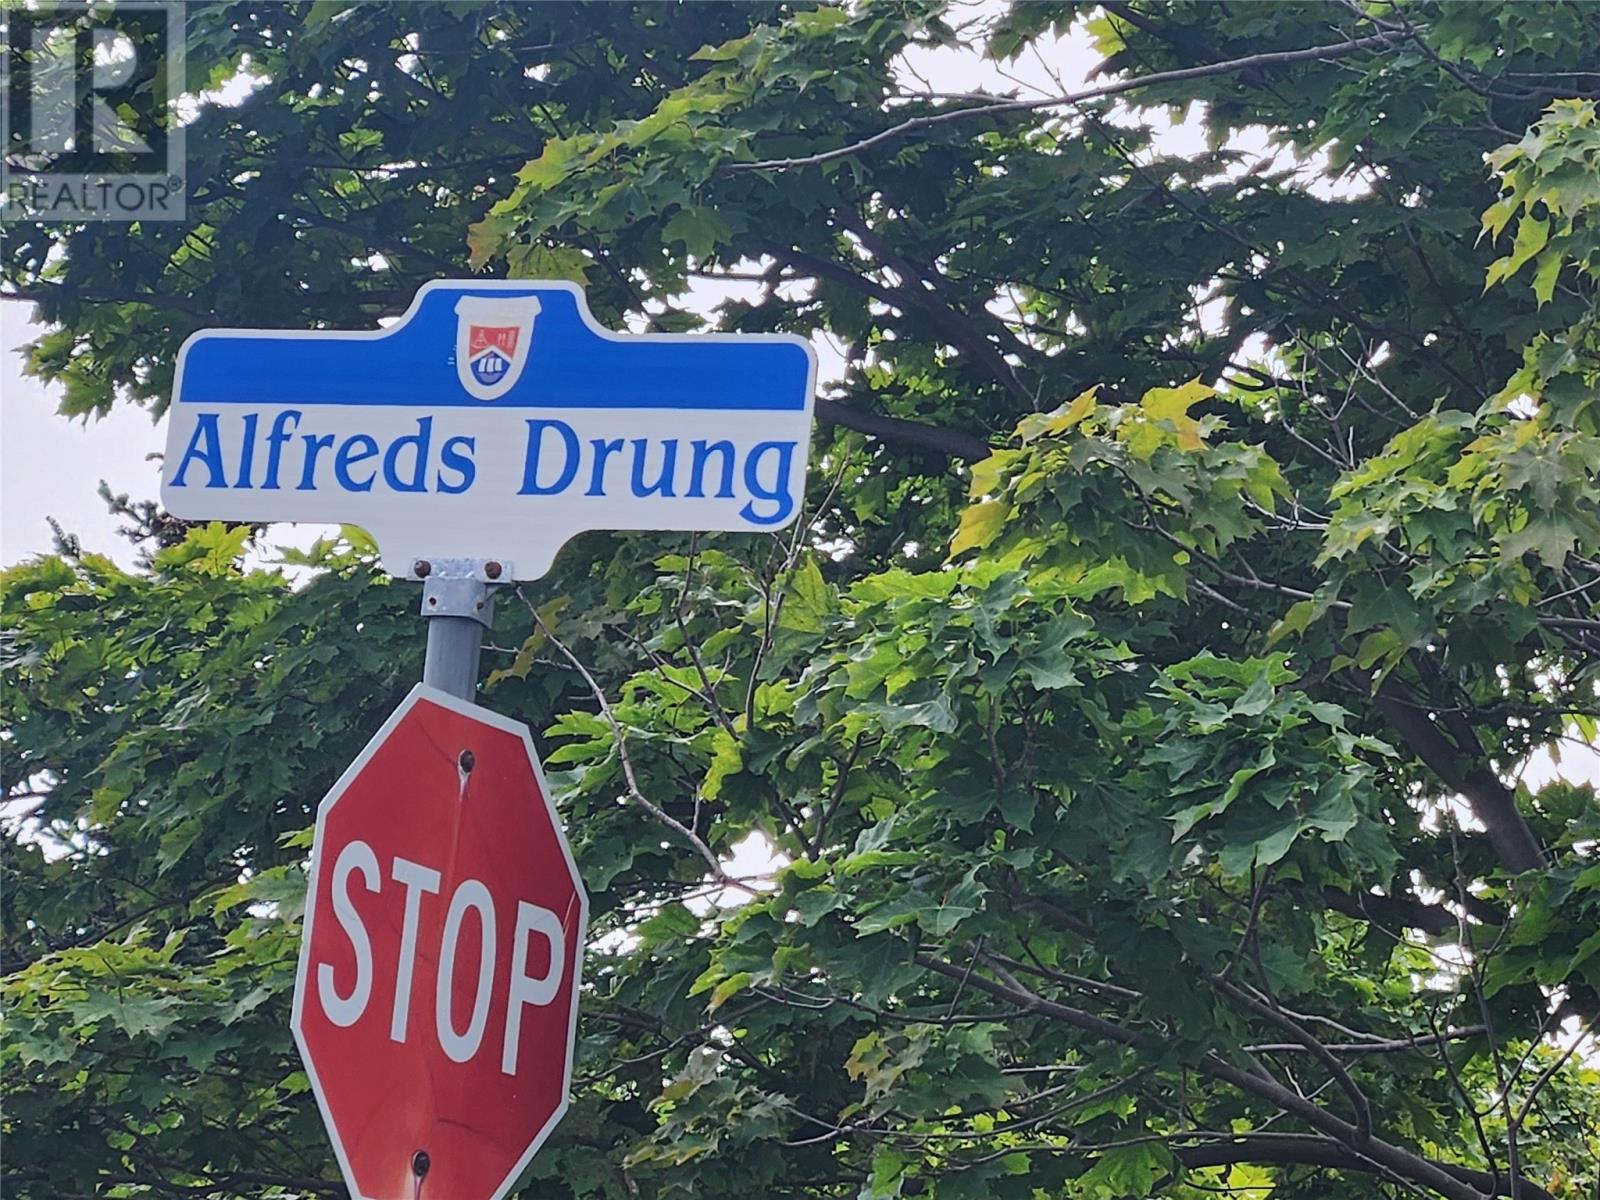 R
REALTOR®
Alfreds Drung
STOP